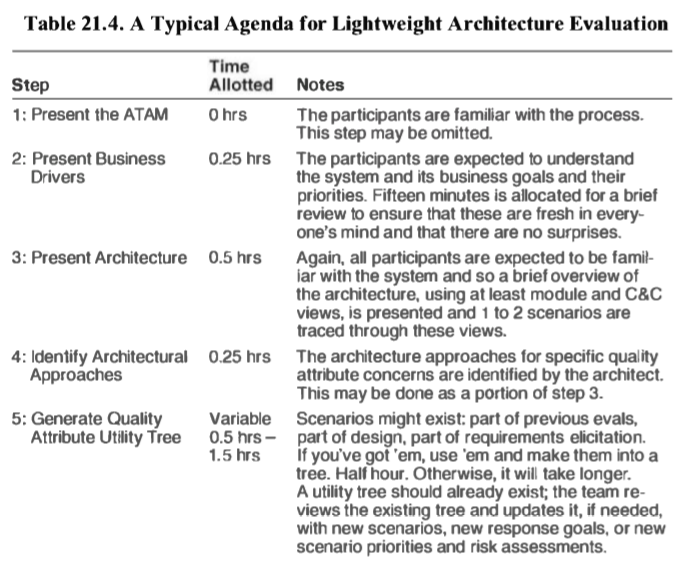 Table 21.4. A Typical Agenda for Lightweight Architecture Evaluation
Time
Step Allotted Notes
1: Present the ATAM 0 hrs The participants are familiar with the process.
This step may be omitted.
2: Present Business 0.25 hrs The participants are expected to understand
Drivers the system and its business goals and their
priorities. Fifteen minutes is allocated for a brief
review to ensure that these are fresh in every-
one's mind and that there are no surprises.
3: Present Architecture 0.5 hrs Again, all participants are expected to be famil-
iar with the system and so a brief overview of
the architecture, using at least module and C&C
views, is presented and 1 to 2 scenarios are
traced through these views.
4: Identify Architectural 0.25 hrs The architecture approaches for specific quality
Approaches attribute concerns are identified by the architect.
This may be done as a portion of step 3.
5: Generate Quality Variable Scenarios might exist: part of previous evals,
Attribute Utility Tree 0.5 hrs – part of design, part of requirements elicitation.
1.5 hrs If you've got 'em, use 'em and make them into a
tree. Half hour. Otherwise, it will take longer.
A utility tree should already exist; the team re-
views the existing tree and updates it, if needed,
with new scenarios, new response goals, or new
scenario priorities and risk assessments.